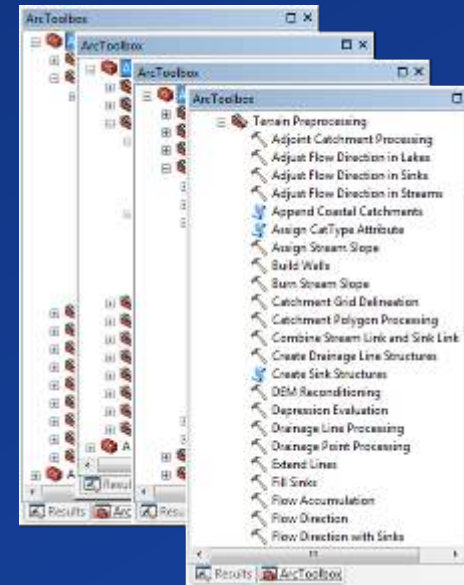 ArcToolbox
ArcToolbox
ArcToolbox
ArcToolbox
Terrain Preprocessing
Adjoint Catchment Processing
Adjust Flow Direction in Lakes
Adjust Flow Direction in Sinks
Adjust Flow Direction in Streams
Append Coastal Catchments
Assign CatType Attribute
Assign Stream Slope
Build Walls
Burn Stream Slope
Catchment Grid Delineation
Catchment Polygon Processing
Combine Stream Link and Sink Link
Create Drainage Line Structures
Create Sink Structures
DEM Reconditioning
Depression Evaluation
Drainage Line Processing
Drainage Point Processing
Extend Lines
Fill Sinks
Flow Accumulation
Flow Direction
Flow Direction with Sinks
A
A
Results Arc
Resul
Resu
Results ArcToolbox